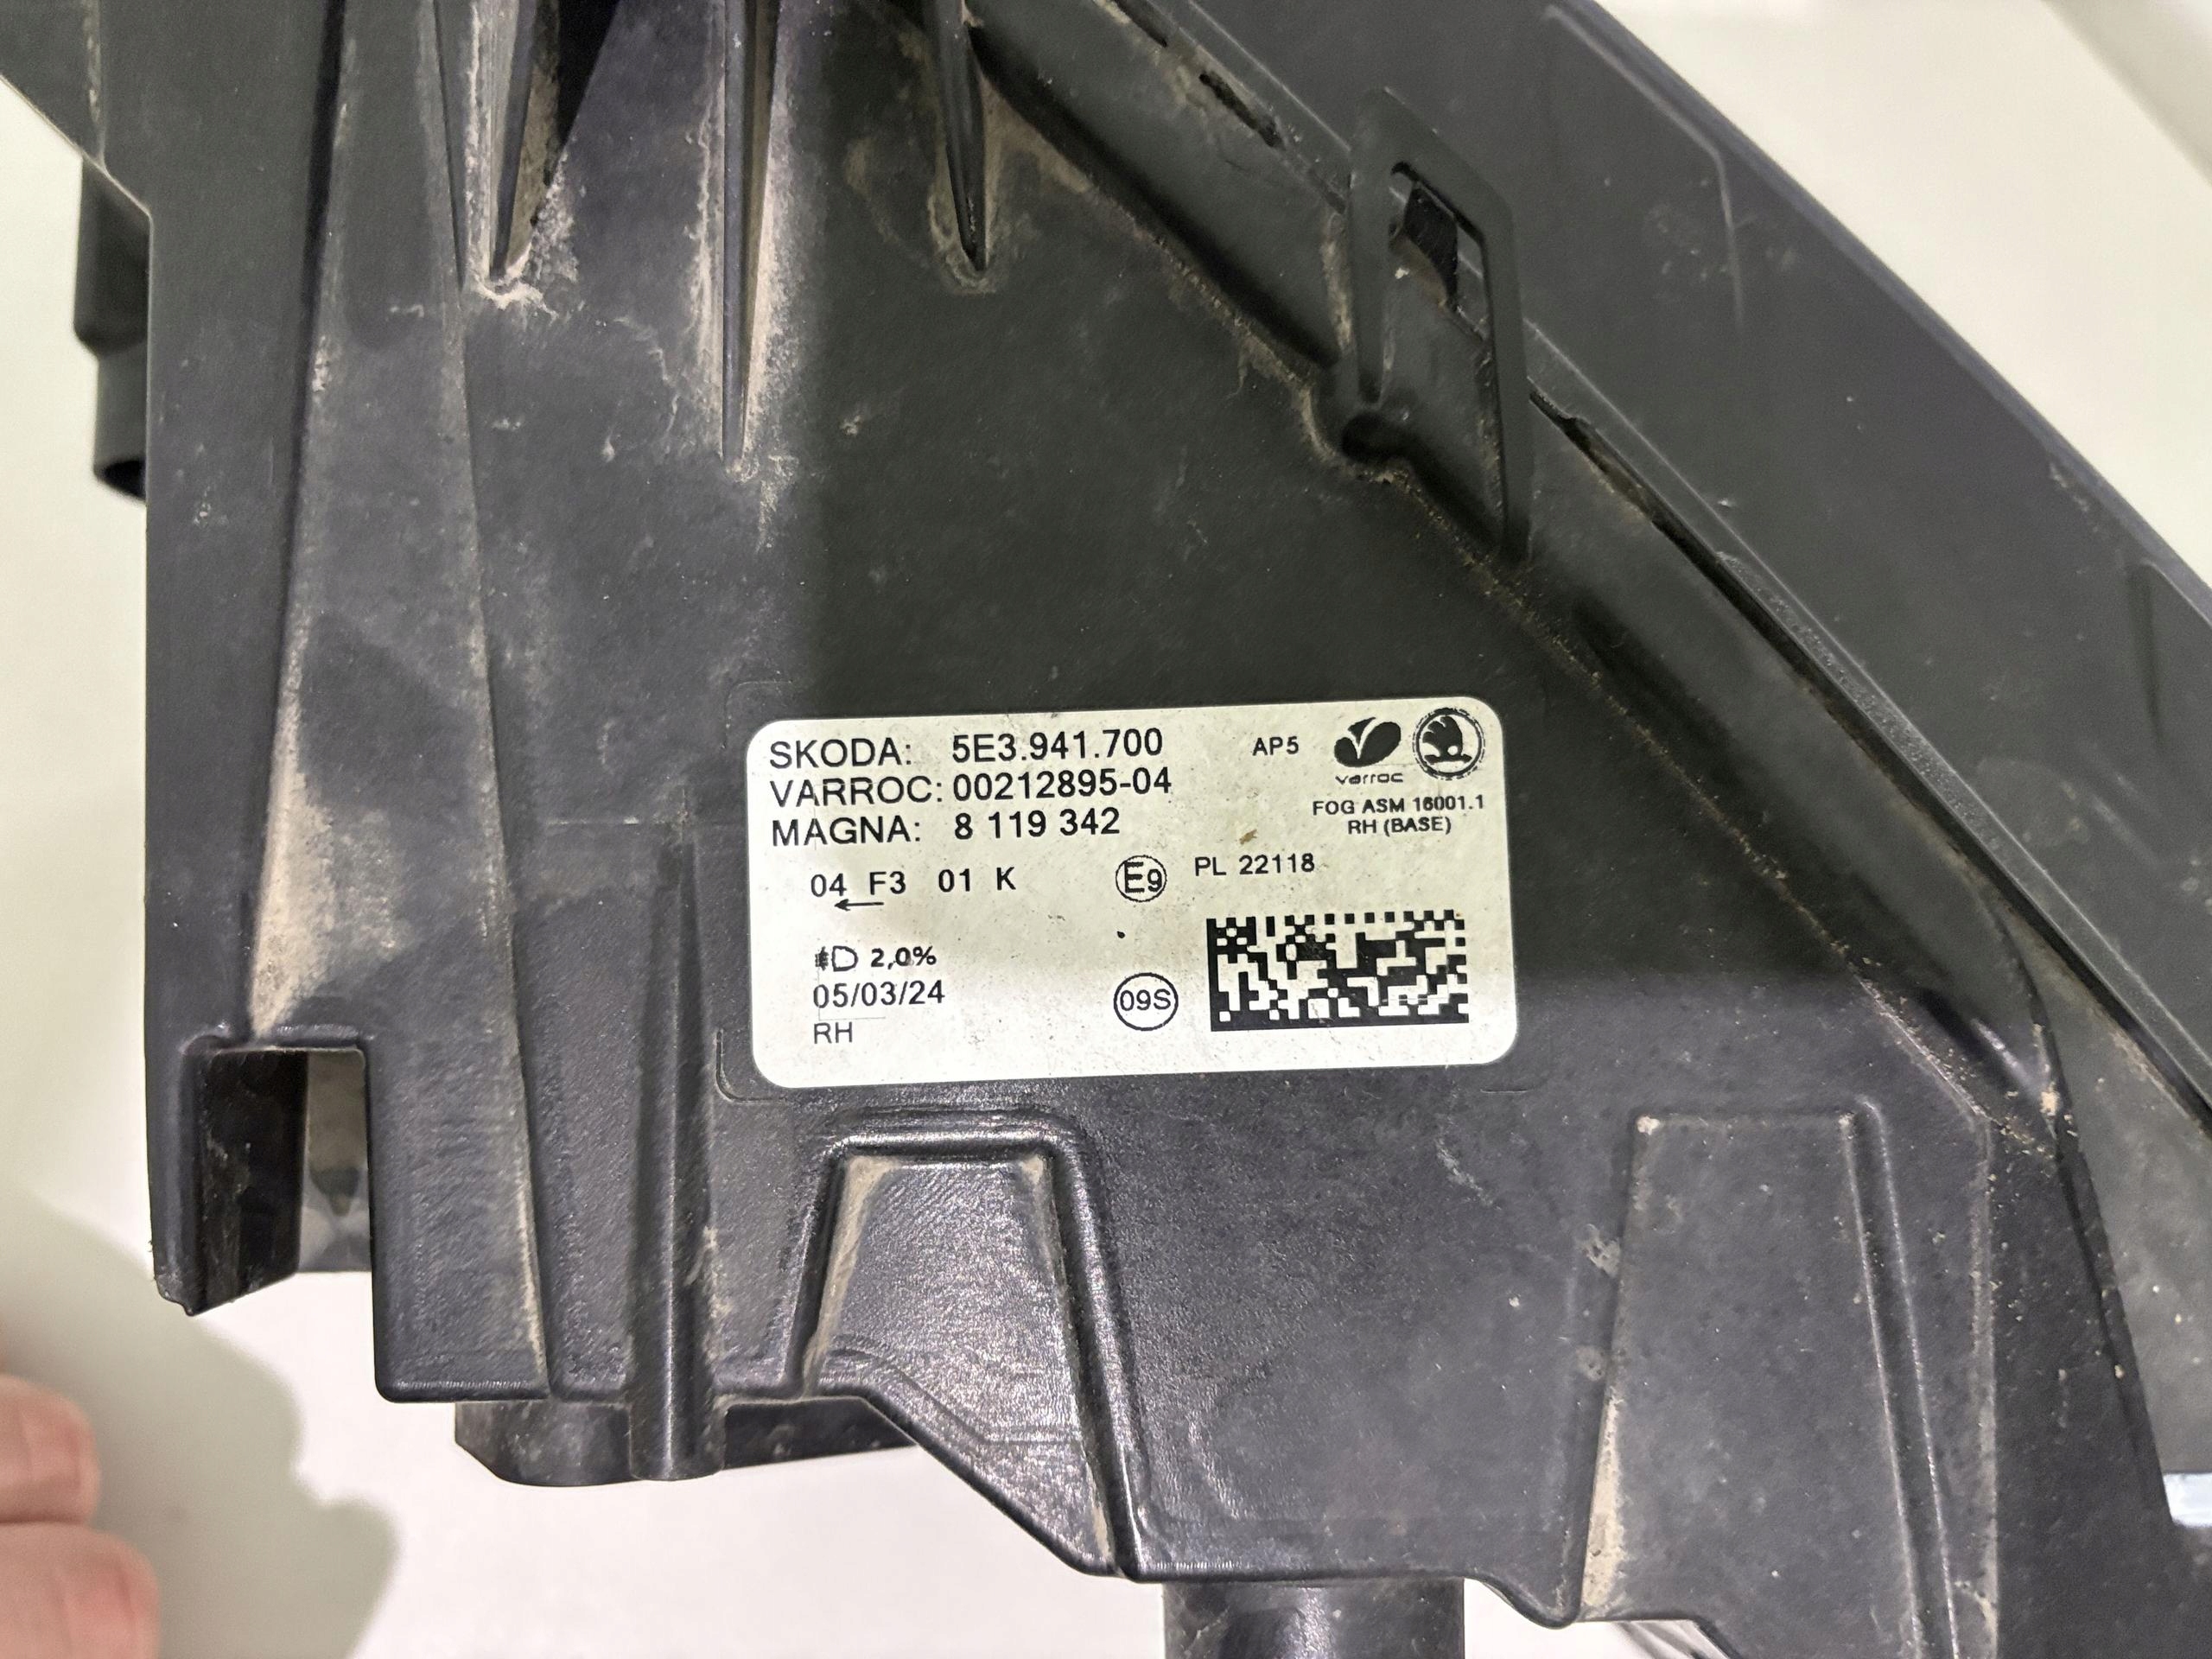 SKODA: 5E3.941.700
VARROC: 00212895-04
MAGNA: 8 119 342
AP5
varroc
FOG ASM 16001.1
RH (BASE)
04 F3 01 K
E9
PL 22118
2,0%
05/03/24
RH
09S